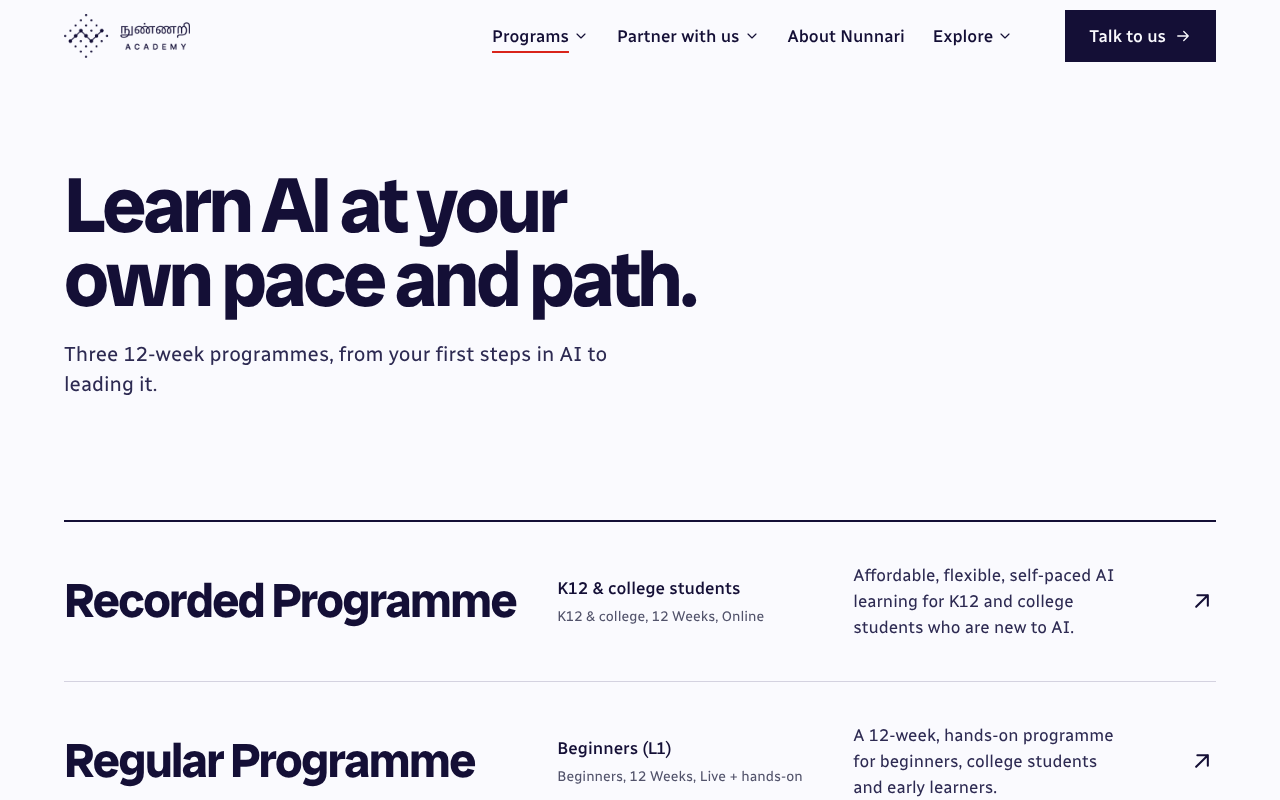 நுண்ணறி
ACADEMY
Programs
Partner with us
About Nunnari
Explore
Talk to us
Learn AI at your
own pace and path.
Three 12-week programmes, from your first steps in AI to
leading it.
Recorded Programme
K12 & college students
K12 & college, 12 Weeks, Online
Affordable, flexible, self-paced AI
learning for K12 and college
students who are new to AI.
Regular Programme
Beginners (L1)
Beginners, 12 Weeks, Live + hands-on
A 12-week, hands-on programme
for beginners, college students
and early learners.